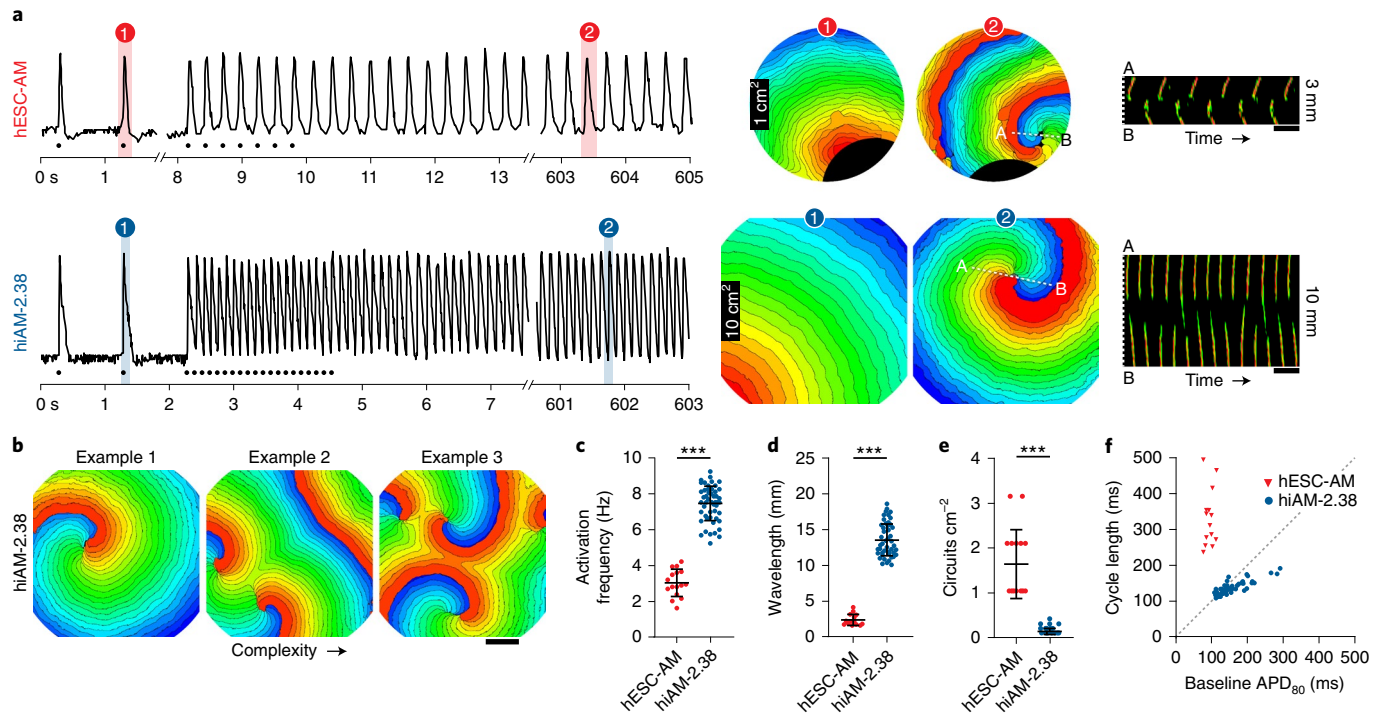 a
hESC-AM
1
2
0 s 1 8 9 10 11 12 13 603 604 605
1
2
1 cm²
A
B
A
B
3 mm
Time →
hiAM-2.38
1
2
0 s 1 2 3 4 5 6 7 601 602 603
1
2
10 cm²
A
B
A
B
10 mm
Time →
b
Example 1
Example 2
Example 3
hiAM-2.38
Complexity →
c
***
Activation
frequency (Hz)
10
8
6
4
2
0
hESC-AM
hiAM-2.38
d
***
Wavelength (mm)
25
20
15
10
5
0
hESC-AM
hiAM-2.38
e
***
Circuits cm⁻²
4
3
2
1
0
hESC-AM
hiAM-2.38
f
Cycle length (ms)
500
400
300
200
100
0
hESC-AM
hiAM-2.38
0 100 200 300 400 500
Baseline APD₈₀ (ms)